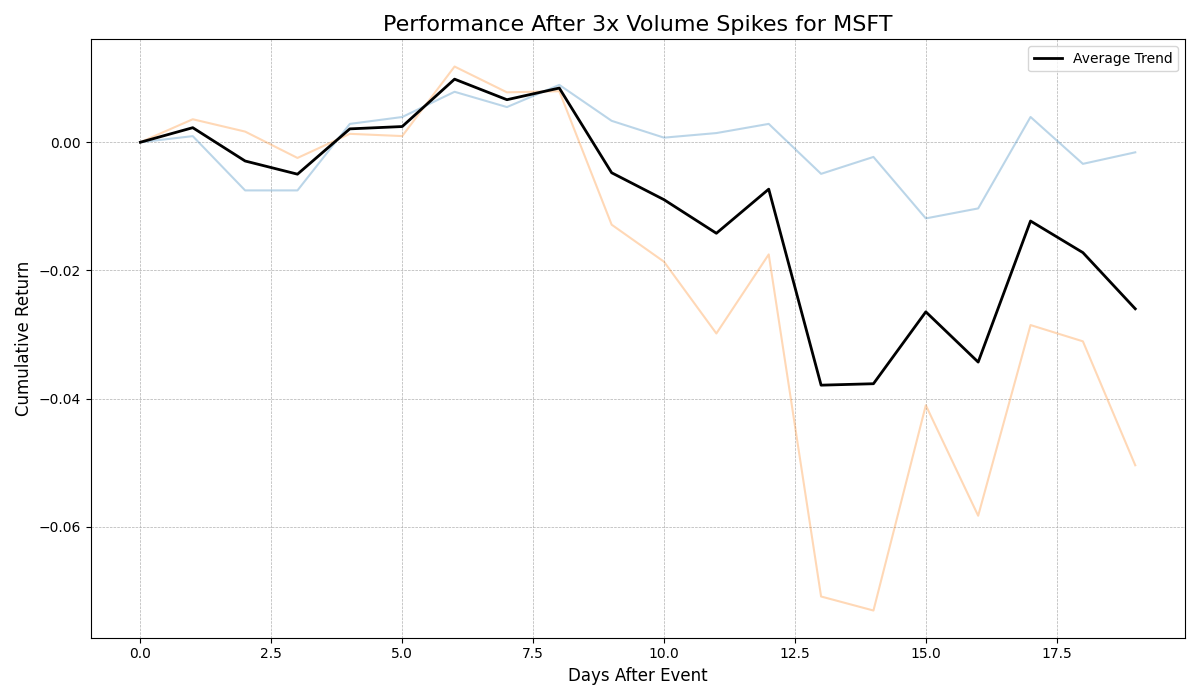 Performance After 3x Volume Spikes for MSFT
Average Trend
Cumulative Return
0.00
−0.02
−0.04
−0.06
0.0 2.5 5.0 7.5 10.0 12.5 15.0 17.5
Days After Event